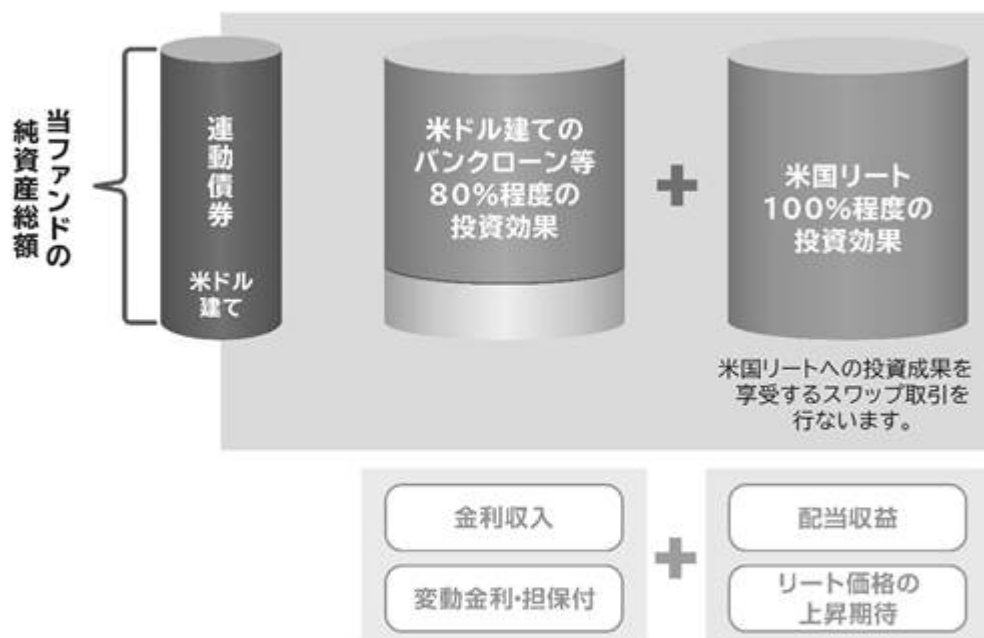 当ファンドの
純資産総額
連動債券
米ドル
建て
米ドル建ての
バンクローン等
80%程度の
投資効果
+
米国リート
100%程度の
投資効果
米国リートへの投資成果を
享受するスワップ取引を
行ないます。
金利収入
変動金利・担保付
+
配当収益
リート価格の
上昇期待